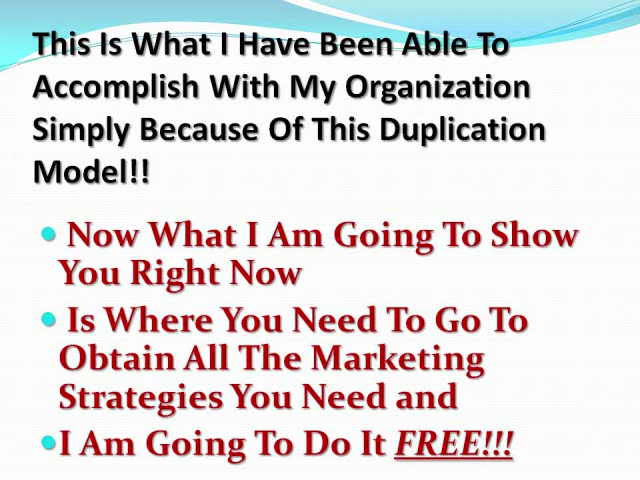 This Is What I Have Been Able To
Accomplish With My Organization
Simply Because Of This Duplication
Model!!
• Now What I Am Going To Show
You Right Now
• Is Where You Need To Go To
Obtain All The Marketing
Strategies You Need and
•I Am Going To Do It FREE!!!